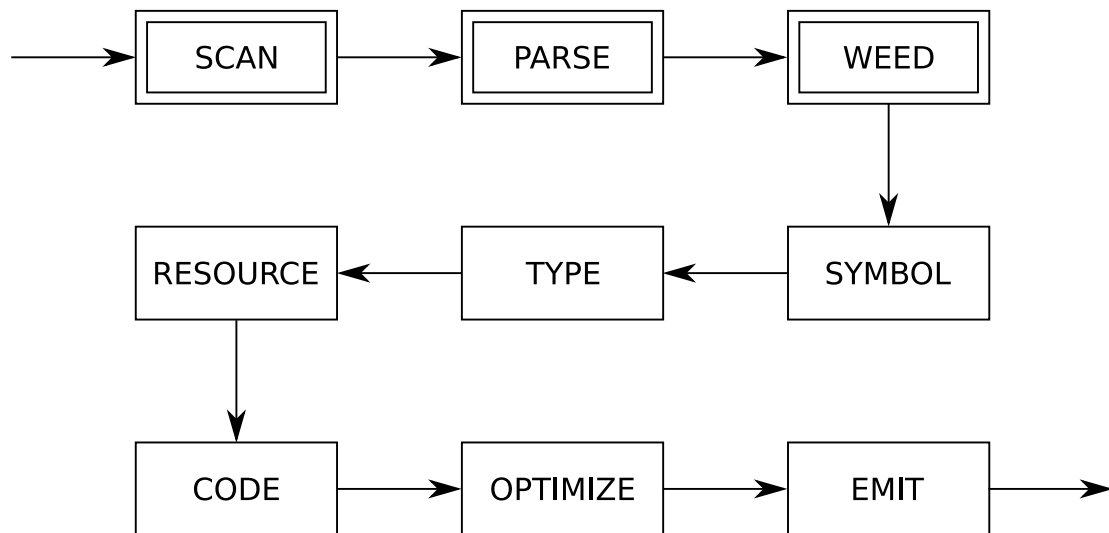 SCAN
PARSE
WEED
RESOURCE
TYPE
SYMBOL
CODE
OPTIMIZE
EMIT